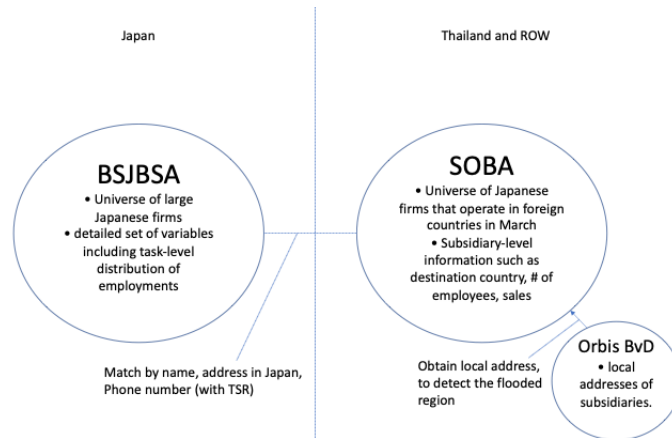 Japan
Thailand and ROW
BSJBSA
• Universe of large
Japanese firms
• detailed set of variables
including task-level
distribution of
employments
SOBA
• Universe of Japanese
firms that operate in foreign
countries in March
• Subsidiary-level
information such as
destination country, # of
employees, sales
Match by name, address in Japan,
Phone number (with TSR)
Obtain local address,
to detect the flooded
region
Orbis BvD
• local
addresses of
subsidiaries.